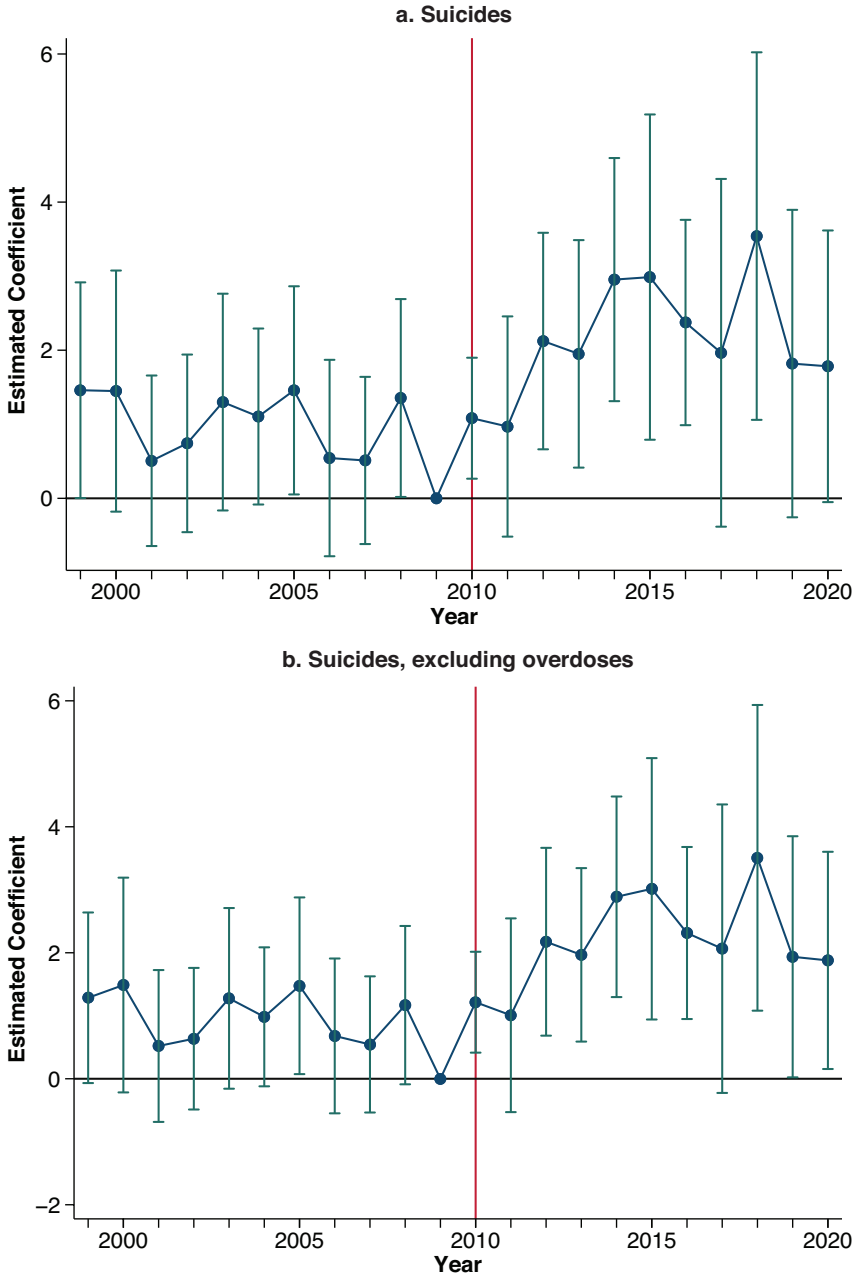 a. Suicides
6
4
2
0
Estimated Coefficient
2000 2005 2010 2015 2020
Year
b. Suicides, excluding overdoses
6
4
2
0
−2
Estimated Coefficient
2000 2005 2010 2015 2020
Year